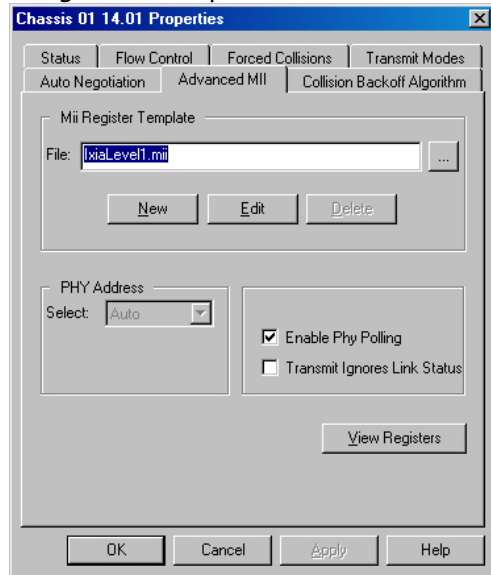 Chassis 01 14.01 Properties
Status Flow Control Forced Collisions Transmit Modes
Auto Negotiation Advanced MII Collision Backoff Algorithm
Mii Register Template
File: IxiaLevel1.mii ...
New Edit Delete
PHY Address
Select: Auto
Enable Phy Polling
Transmit Ignores Link Status
View Registers
OK Cancel Apply Help